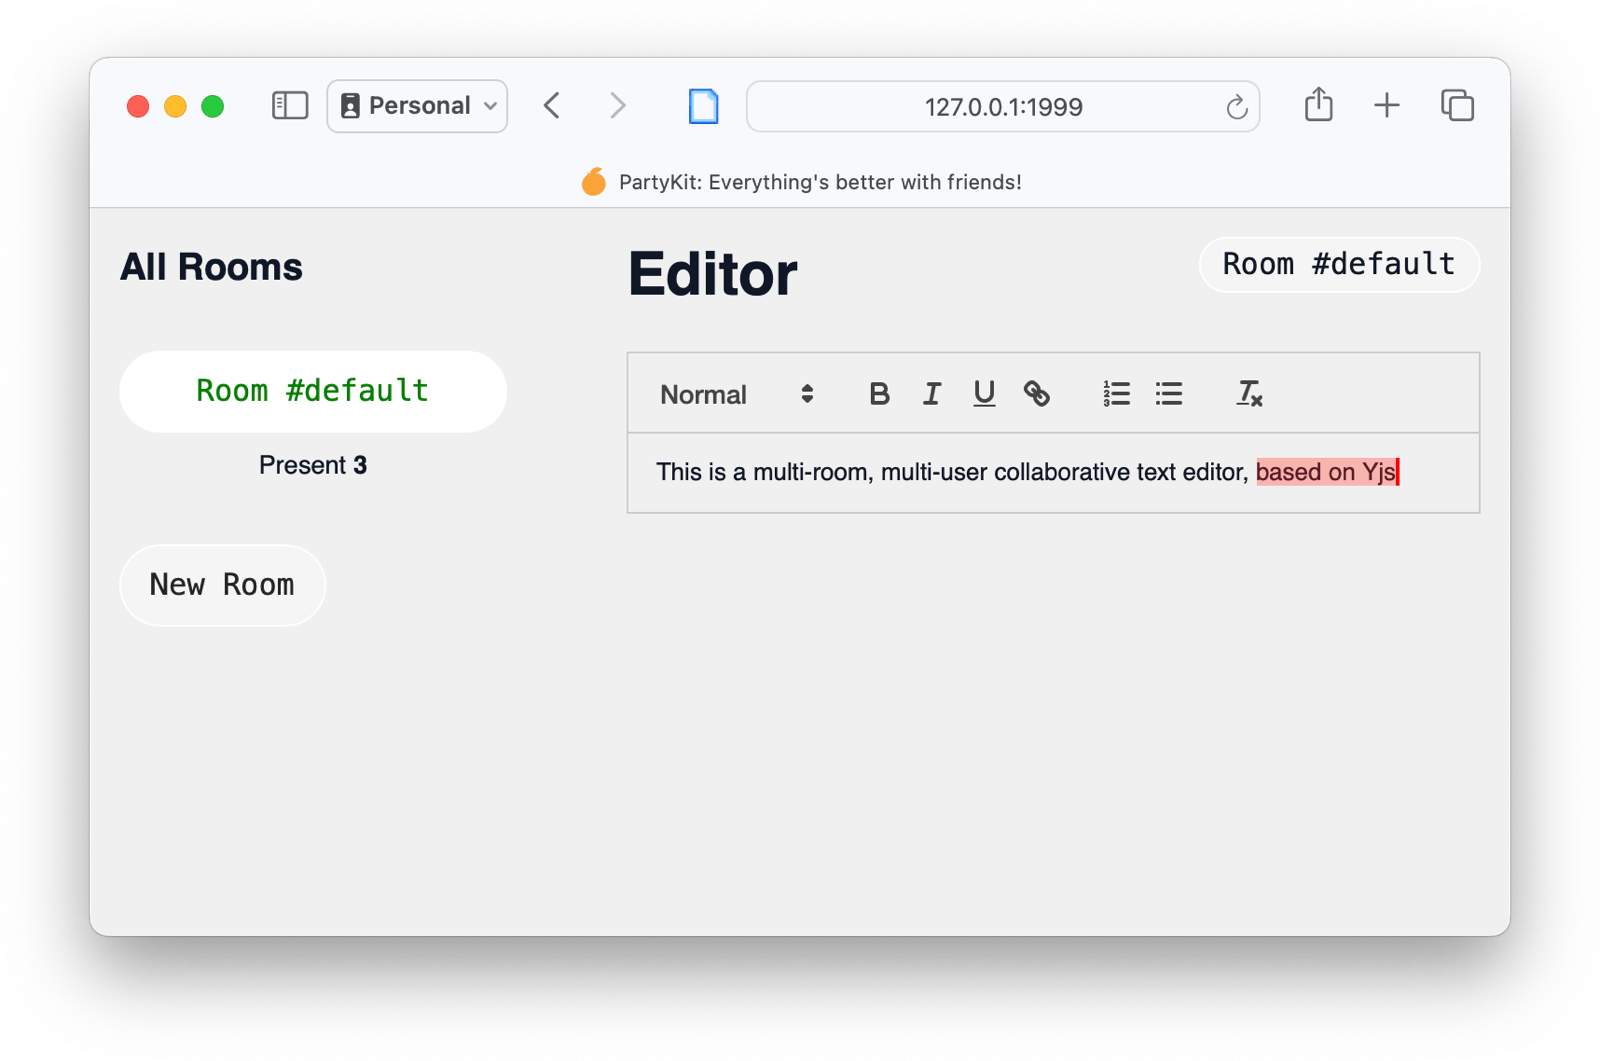 Personal
127.0.0.1:1999
PartyKit: Everything's better with friends!
All Rooms
Room #default
Present 3
New Room
Editor
Room #default
Normal
This is a multi-room, multi-user collaborative text editor, based on Yjs